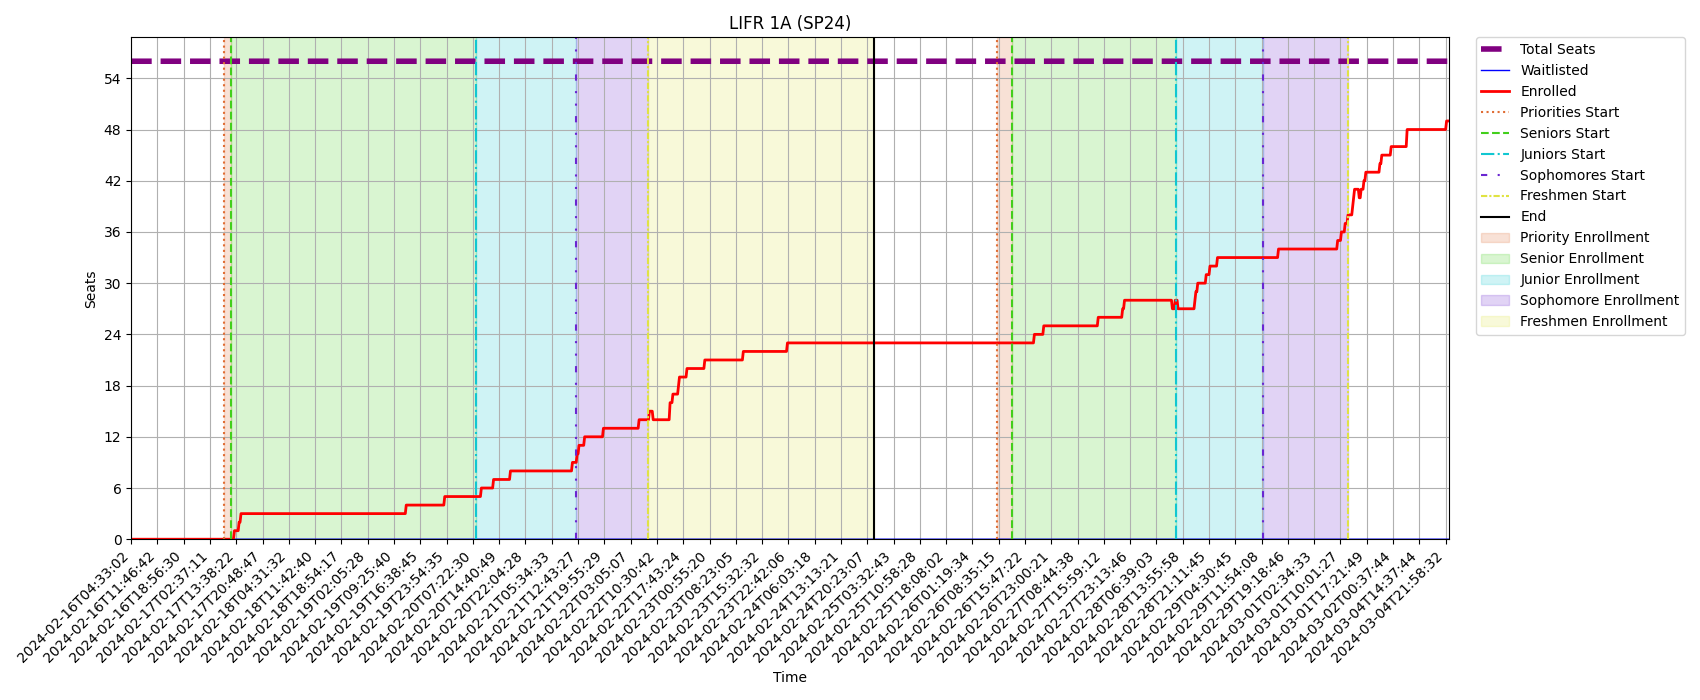 LIFR 1A (SP24)
Total Seats
Waitlisted
Enrolled
Priorities Start
Seniors Start
Juniors Start
Sophomores Start
Freshmen Start
End
Priority Enrollment
Senior Enrollment
Junior Enrollment
Sophomore Enrollment
Freshmen Enrollment
Seats
54
48
42
36
30
24
18
12
6
0
2024-02-16T04:33:02
2024-02-16T11:46:42
2024-02-16T18:56:30
2024-02-17T02:37:11
2024-02-17T13:38:22
2024-02-17T20:48:47
2024-02-18T04:31:32
2024-02-18T11:42:40
2024-02-18T18:54:17
2024-02-19T02:05:28
2024-02-19T09:25:40
2024-02-19T16:38:45
2024-02-19T23:54:35
2024-02-20T07:22:30
2024-02-20T14:40:49
2024-02-21T02:04:28
2024-02-21T05:34:33
2024-02-21T12:43:27
2024-02-21T19:55:29
2024-02-22T03:05:07
2024-02-22T10:30:42
2024-02-22T17:43:24
2024-02-23T00:55:20
2024-02-23T08:23:05
2024-02-23T15:32:32
2024-02-23T22:42:06
2024-02-24T06:03:18
2024-02-24T13:13:21
2024-02-24T20:23:07
2024-02-25T03:32:43
2024-02-25T10:58:28
2024-02-25T18:08:02
2024-02-26T01:19:34
2024-02-26T08:35:15
2024-02-26T15:47:22
2024-02-26T23:00:21
2024-02-27T08:44:38
2024-02-27T15:59:12
2024-02-27T23:13:46
2024-02-28T06:39:03
2024-02-28T13:55:58
2024-02-28T21:11:45
2024-02-29T04:30:45
2024-02-29T11:54:08
2024-02-29T19:18:46
2024-03-01T02:34:33
2024-03-01T10:01:27
2024-03-01T17:21:49
2024-03-02T00:37:44
2024-03-04T14:37:44
2024-03-04T21:58:32
Time